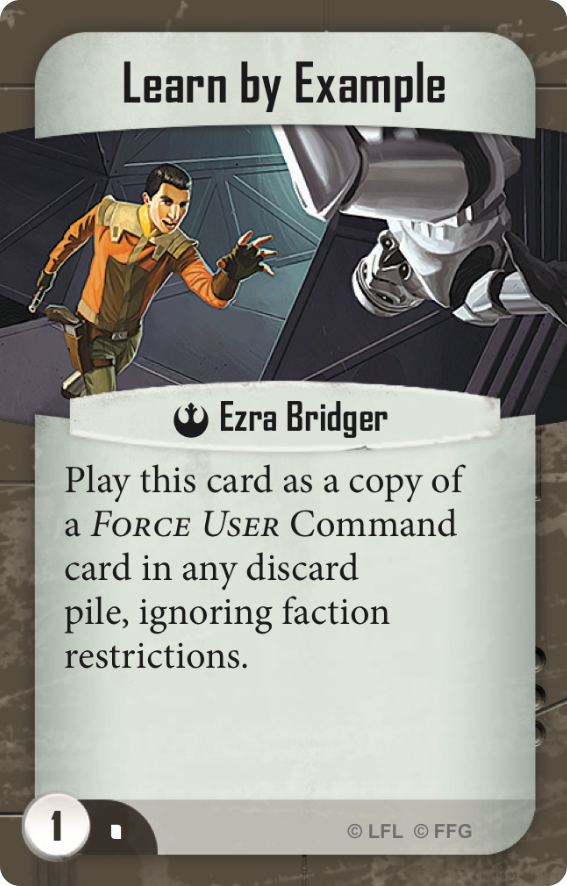 Learn by Example
Ezra Bridger
Play this card as a copy of
a FORCE USER Command
card in any discard
pile, ignoring faction
restrictions.
1
© LFL © FFG